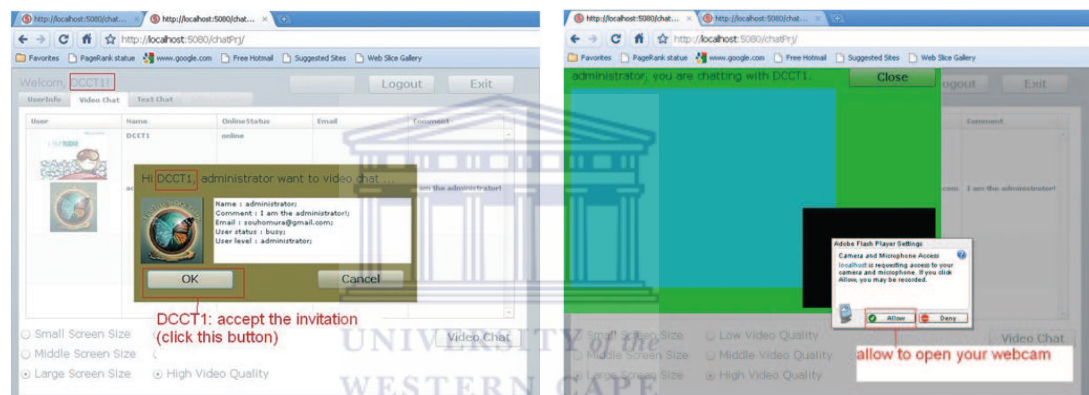 http://localhost:5080/chat...
http://localhost:5080/chat...
http://localhost:5080/chatPrj/
Favorites PageRank statue www.google.com Free Hotmail Suggested Sites Web Slice Gallery
Welcom, DCCT1!
Logout Exit
UserInfo Video Chat Text Chat
User Name OnlineStatus Email Comment
DCCT1 online
am the administrator!
Hi DCCT1, administrator want to video chat ...
Name : administrator;
Comment : I am the administrator!;
Email : souhomura@gmail.com;
User status : busy;
User level : administrator;
OK Cancel
DCCT1: accept the invitation
(click this button)
Small Screen Size
Middle Screen Size
Large Screen Size High Video Quality
Video Chat
http://localhost:5080/chat...
http://localhost:5080/chat...
http://localhost:5080/chatPrj/
Favorites PageRank statue www.google.com Free Hotmail Suggested Sites Web Slice Gallery
administrator, you are chatting with DCCT1.
Close
ogout Exit
Comment
.com I am the administrator!
Adobe Flash Player Settings
Camera and Microphone Access
localhost is requesting access to your
camera and microphone. If you click
Allow, you may be recorded.
Allow Deny
allow to open your webcam
Small Screen Size Low Video Quality
Middle Screen Size Middle Video Quality
Large Screen Size High Video Quality
Video Chat
UNIVERSITY of the
WESTERN CAPE